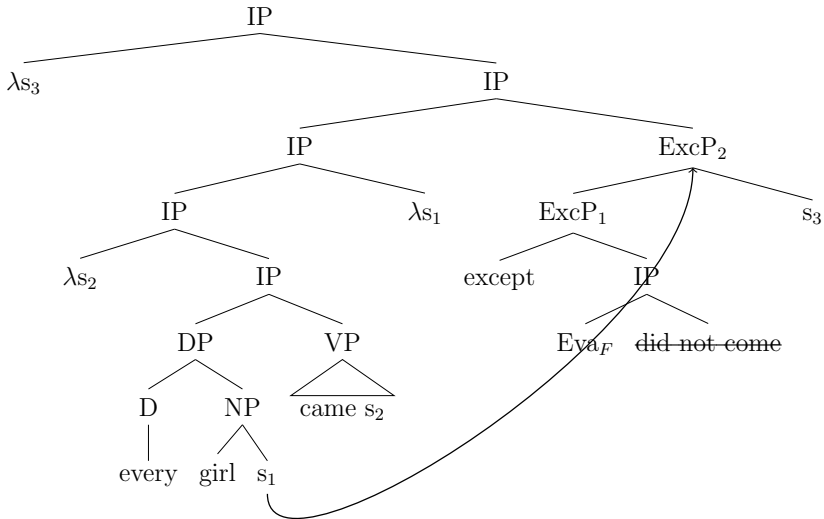 IP
λs₃ IP
IP ExcP₂
IP λs₁ ExcP₁ s₃
λs₂ IP except IP
DP VP Eva_F did not come
D NP came s₂
every girl s₁